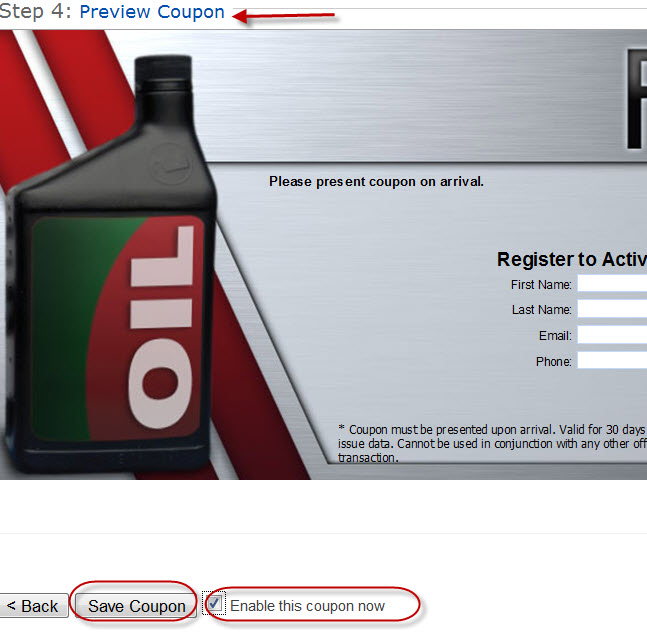 Step 4: Preview Coupon
Please present coupon on arrival.
OIL
Register to Activ
First Name:
Last Name:
Email:
Phone:
* Coupon must be presented upon arrival. Valid for 30 days
issue data. Cannot be used in conjunction with any other off
transaction.
< Back
Save Coupon
Enable this coupon now